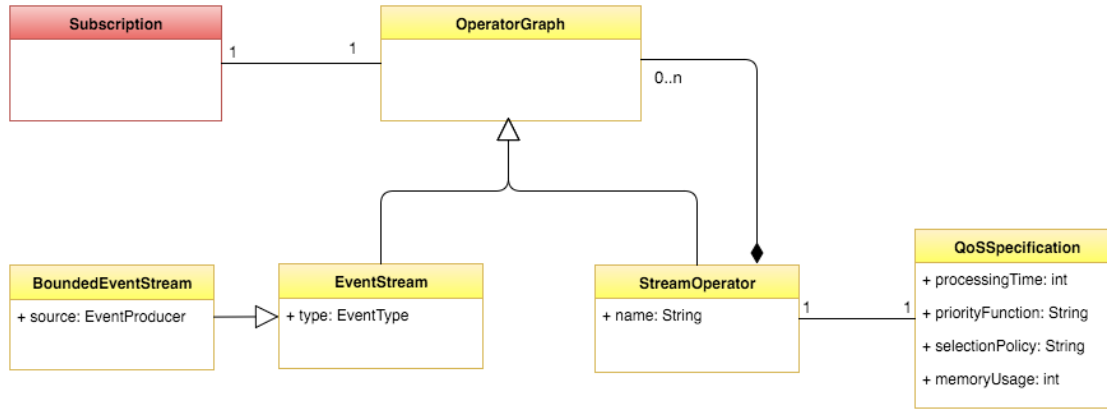 Subscription
OperatorGraph
1
1
0..n
BoundedEventStream
+ source: EventProducer
EventStream
+ type: EventType
StreamOperator
+ name: String
1
1
QoSSpecification
+ processingTime: int
+ priorityFunction: String
+ selectionPolicy: String
+ memoryUsage: int